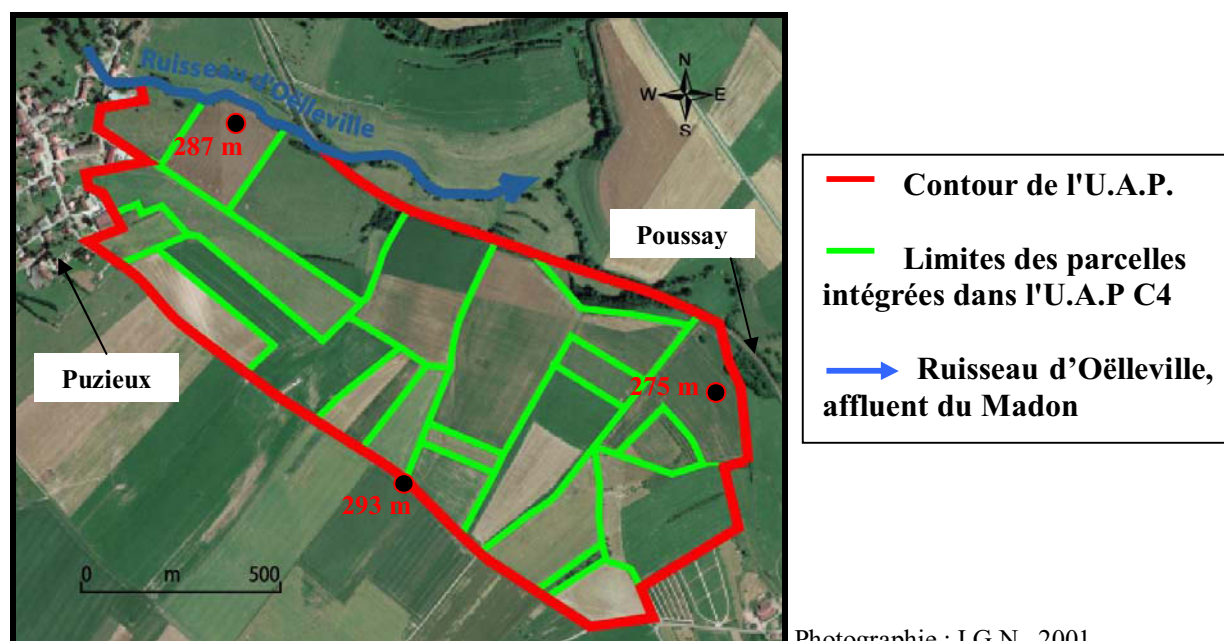 Ruisseau d'Oëlleville
N
W E
S
287 m
Poussay
Puzieux
275 m
293 m
0 m 500
Contour de l'U.A.P.
Limites des parcelles
intégrées dans l'U.A.P C4
Ruisseau d’Oëlleville,
affluent du Madon
Photographie : I.G.N., 2001